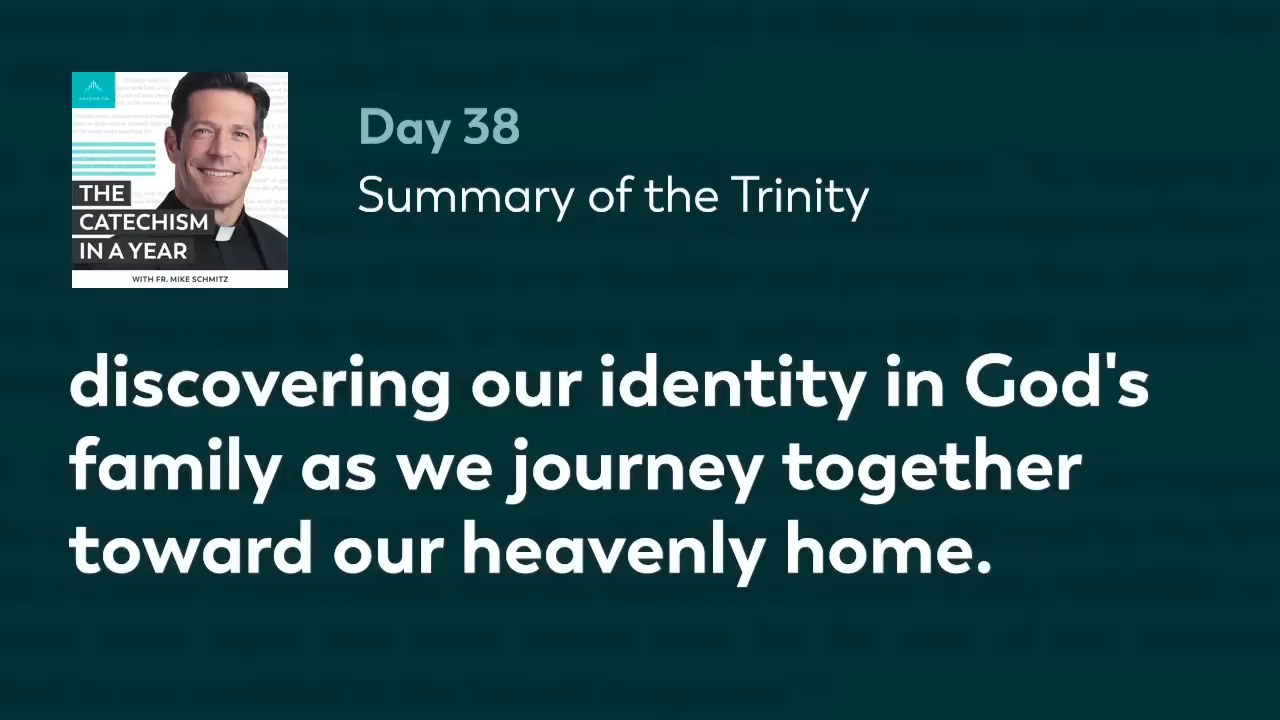 ASCENSION
THE
CATECHISM
IN A YEAR
WITH FR. MIKE SCHMITZ
Day 38
Summary of the Trinity
discovering our identity in God's
family as we journey together
toward our heavenly home.